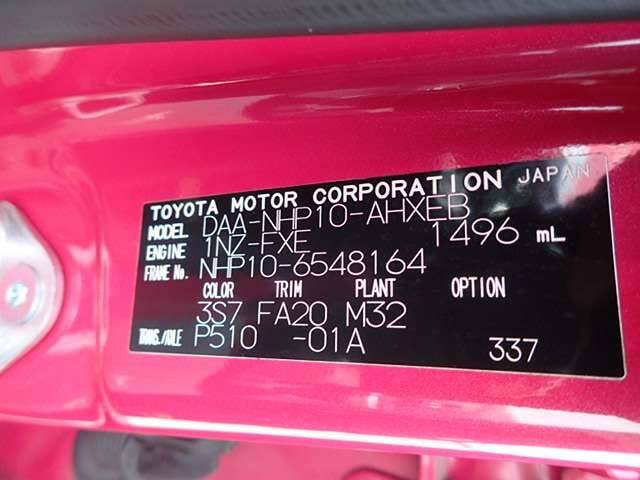 TOYOTA MOTOR CORPORATION JAPAN
MODEL DAA-NHP10-AHXEB
ENGINE 1NZ-FXE 1496 mL
FRAME No. NHP10-6548164
COLOR TRIM PLANT OPTION
3S7 FA20 M32
TRANS./AXLE P510 -01A 337